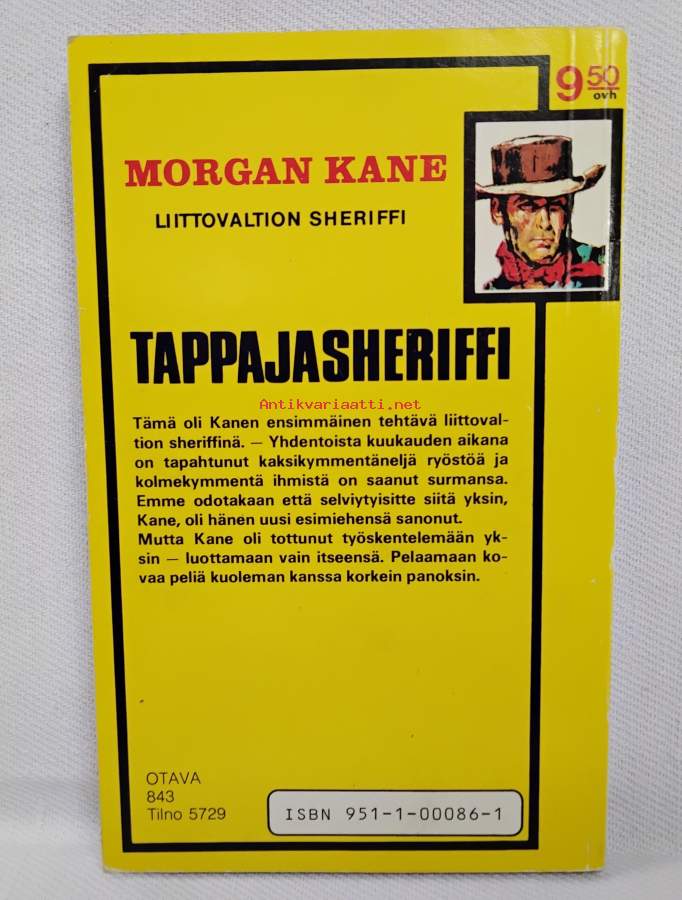 9 50
ovh
MORGAN KANE
LIITTOVALTION SHERIFFI
TAPPAJASHERIFFI
Antikvariaatti.net
Tämä oli Kanen ensimmäinen tehtävä liittoval-
tion sheriffinä. — Yhdentoista kuukauden aikana
on tapahtunut kaksikymmentäneljä ryöstöä ja
kolmekymmentä ihmistä on saanut surmansa.
Emme odotakaan että selviytyisitte siitä yksin,
Kane, oli hänen uusi esimiehensä sanonut.
Mutta Kane oli tottunut työskentelemään yk-
sin — luottamaan vain itseensä. Pelaamaan ko-
vaa peliä kuoleman kanssa korkein panoksin.
OTAVA
843
Tilno 5729
ISBN 951-1-00086-1